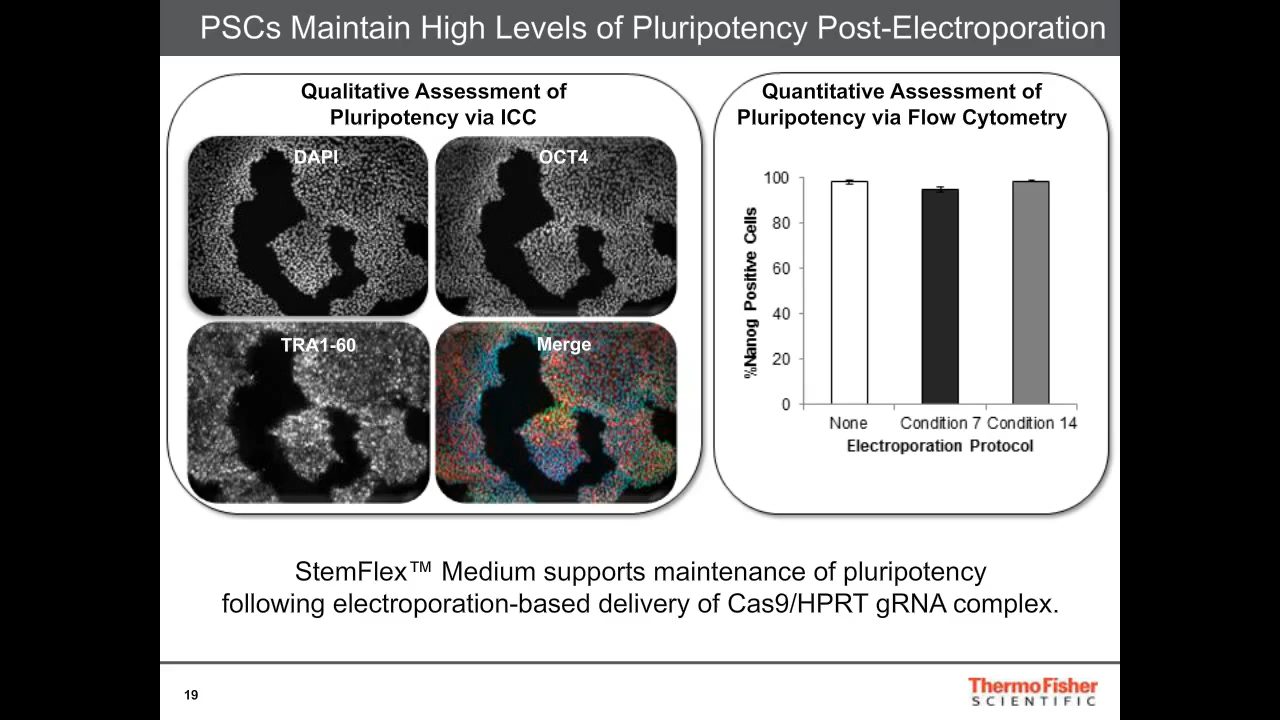 PSCs Maintain High Levels of Pluripotency Post-Electroporation
Qualitative Assessment of
Pluripotency via ICC
DAPI
OCT4
TRA1-60
Merge
Quantitative Assessment of
Pluripotency via Flow Cytometry
%Nanog Positive Cells
100
80
60
40
20
0
None
Condition 7
Condition 14
Electroporation Protocol
StemFlex™ Medium supports maintenance of pluripotency
following electroporation-based delivery of Cas9/HPRT gRNA complex.
19
ThermoFisher
SCIENTIFIC